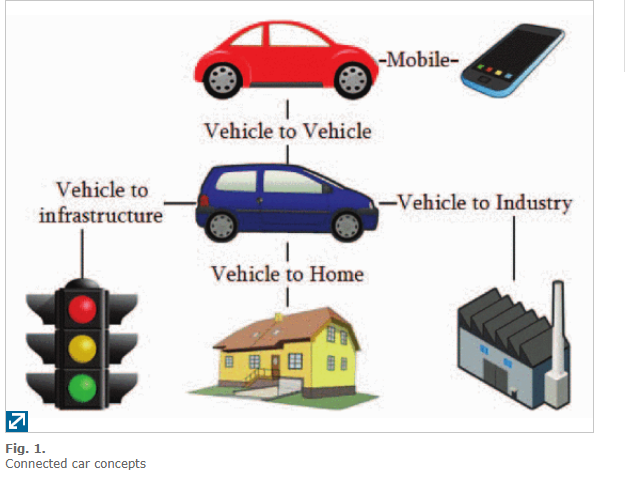 -Mobile-
Vehicle to Vehicle
Vehicle to
infrastructure
Vehicle to Industry
Vehicle to Home
Fig. 1.
Connected car concepts